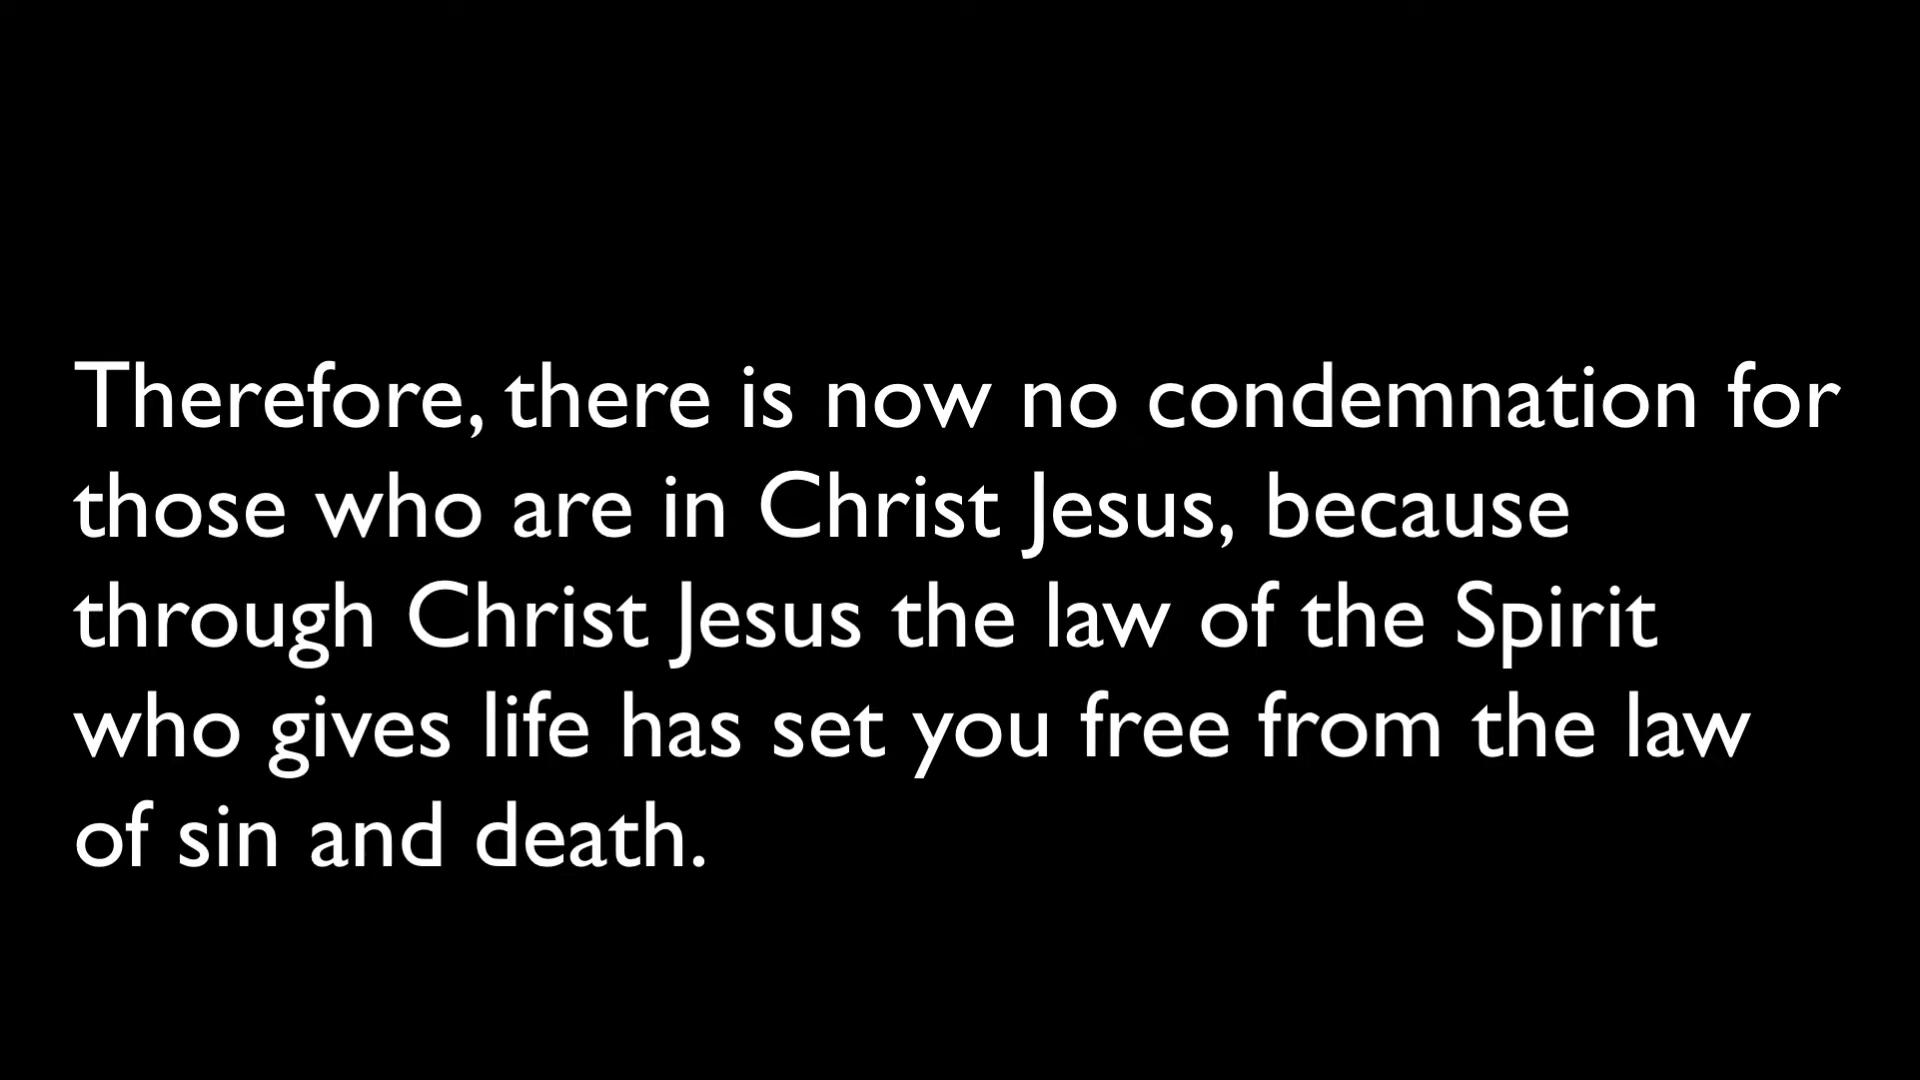 Therefore, there is now no condemnation for
those who are in Christ Jesus, because
through Christ Jesus the law of the Spirit
who gives life has set you free from the law
of sin and death.